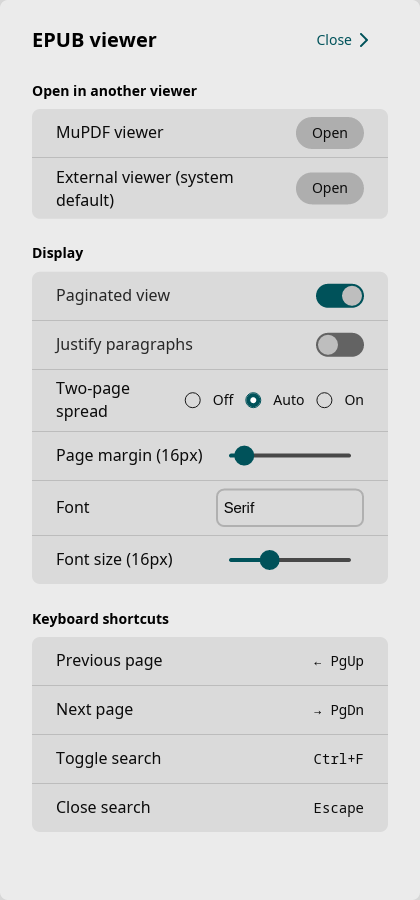 EPUB viewer
Close
Open in another viewer
MuPDF viewer
Open
External viewer (system
default)
Open
Display
Paginated view
Justify paragraphs
Two-page
spread
Off
Auto
On
Page margin (16px)
Font
Serif
Font size (16px)
Keyboard shortcuts
Previous page
← PgUp
Next page
→ PgDn
Toggle search
Ctrl+F
Close search
Escape